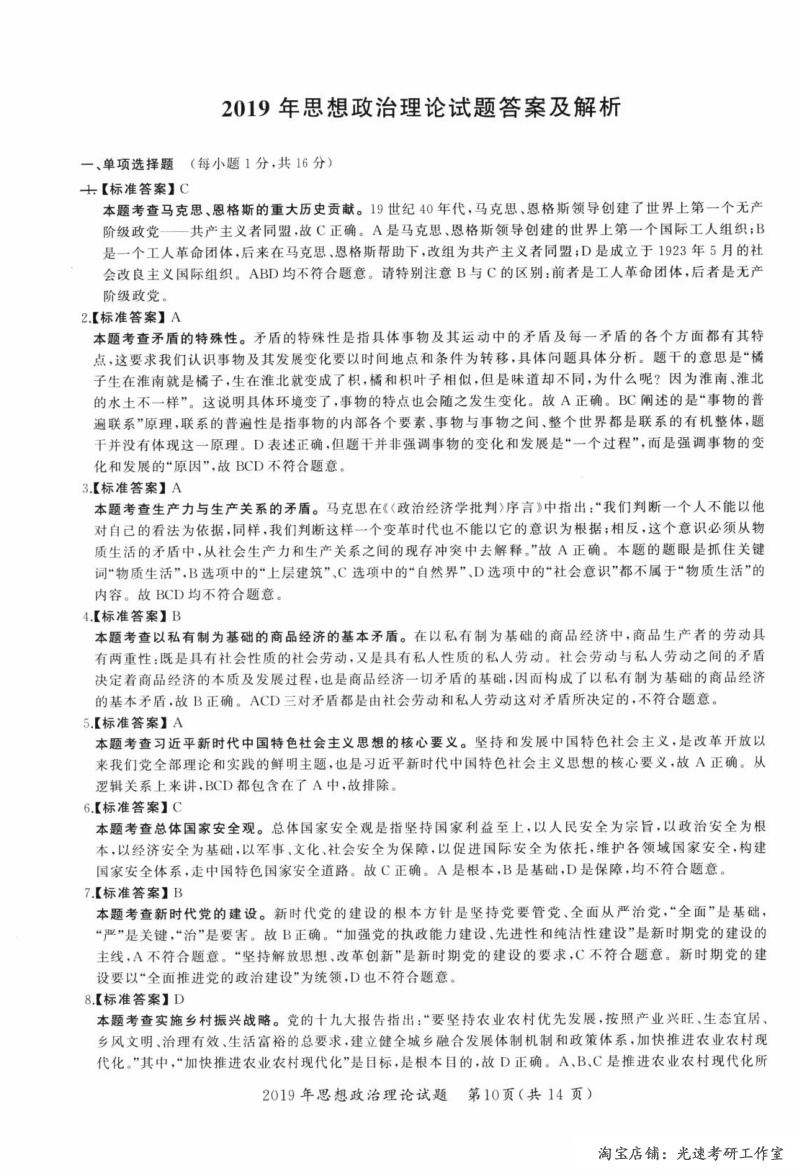 2019 年思想政治理论试题答案及解析
一、单项选择题 （每小题 1 分,共 16 分）
1.【标准答案】C
本题考查马克思、恩格斯的重大历史贡献。19 世纪 40 年代,马克思、恩格斯领导创建了世界上第一个无产
阶级政党——共产主义者同盟,故 C 正确。A 是马克思、恩格斯领导创建的世界上第一个国际工人组织;B
是一个工人革命团体,后来在马克思、恩格斯帮助下,改组为共产主义者同盟;D 是成立于 1923 年 5 月的社
会改良主义国际组织。ABD 均不符合题意。请特别注意 B 与 C 的区别:前者是工人革命团体,后者是无产
阶级政党。
2.【标准答案】A
本题考查矛盾的特殊性。矛盾的特殊性是指具体事物及其运动中的矛盾及每一矛盾的各个方面都有其特
点,这要求我们认识事物及其发展变化要以时间地点和条件为转移,具体问题具体分析。题干的意思是“橘
子生在淮南就是橘子,生在淮北就变成了枳,橘和枳叶子相似,但是味道却不同,为什么呢？因为淮南、淮北
的水土不一样”。这说明具体环境变了,事物的特点也会随之发生变化。故 A 正确。BC 阐述的是“事物的普
遍联系”原理,联系的普遍性是指事物的内部各个要素、事物与事物之间、整个世界都是联系的有机整体,题
干并没有体现这一原理。D 表述正确,但题干并非强调事物的变化和发展是“一个过程”,而是强调事物的变
化和发展的“原因”,故 BCD 不符合题意。
3.【标准答案】A
本题考查生产力与生产关系的矛盾。马克思在《〈政治经济学批判〉序言》中指出:“我们判断一个人不能以他
对自己的看法为依据,同样,我们判断这样一个变革时代也不能以它的意识为根据;相反,这个意识必须从物
质生活的矛盾中,从社会生产力和生产关系之间的现存冲突中去解释。”故 A 正确。本题的题眼是抓住关键
词“物质生活”,B 选项中的“上层建筑”、C 选项中的“自然界”、D 选项中的“社会意识”都不属于“物质生活”的
内容。故 BCD 均不符合题意。
4.【标准答案】B
本题考查以私有制为基础的商品经济的基本矛盾。在以私有制为基础的商品经济中,商品生产者的劳动具
有两重性:既是具有社会性质的社会劳动,又是具有私人性质的私人劳动。社会劳动与私人劳动之间的矛盾
决定着商品经济的本质及发展过程,也是商品经济一切矛盾的基础,因而构成了以私有制为基础的商品经济
的基本矛盾,故 B 正确。ACD 三对矛盾都是由社会劳动和私人劳动这对矛盾所决定的,不符合题意。
5.【标准答案】A
本题考查习近平新时代中国特色社会主义思想的核心要义。坚持和发展中国特色社会主义,是改革开放以
来我们党全部理论和实践的鲜明主题,也是习近平新时代中国特色社会主义思想的核心要义,故 A 正确。从
逻辑关系上来讲,BCD 都包含在了 A 中,故排除。
6.【标准答案】C
本题考查总体国家安全观。总体国家安全观是指坚持国家利益至上,以人民安全为宗旨,以政治安全为根
本,以经济安全为基础,以军事、文化、社会安全为保障,以促进国际安全为依托,维护各领域国家安全,构建
国家安全体系,走中国特色国家安全道路。故 C 正确。A 是根本,B 是基础,D 是保障,均不符合题意。
7.【标准答案】B
本题考查新时代党的建设。新时代党的建设的根本方针是坚持党要管党、全面从严治党,“全面”是基础,
“严”是关键,“治”是要害。故 B 正确。“加强党的执政能力建设、先进性和纯洁性建设”是新时期党的建设的
主线,A 不符合题意。“坚持解放思想、改革创新”是新时期党的建设的要求,C 不符合题意。新时期党的建
设要以“全面推进党的政治建设”为统领,D 也不符合题意。
8.【标准答案】D
本题考查实施乡村振兴战略。党的十九大报告指出:“要坚持农业农村优先发展,按照产业兴旺、生态宜居、
乡风文明、治理有效、生活富裕的总要求,建立健全城乡融合发展体制机制和政策体系,加快推进农业农村现
代化。”其中,“加快推进农业农村现代化”是目标,是根本目的,故 D 正确。A、B、C 是推进农业农村现代化所
2019 年思想政治理论试题 第10页(共 14 页)
淘宝店铺：光速考研工作室